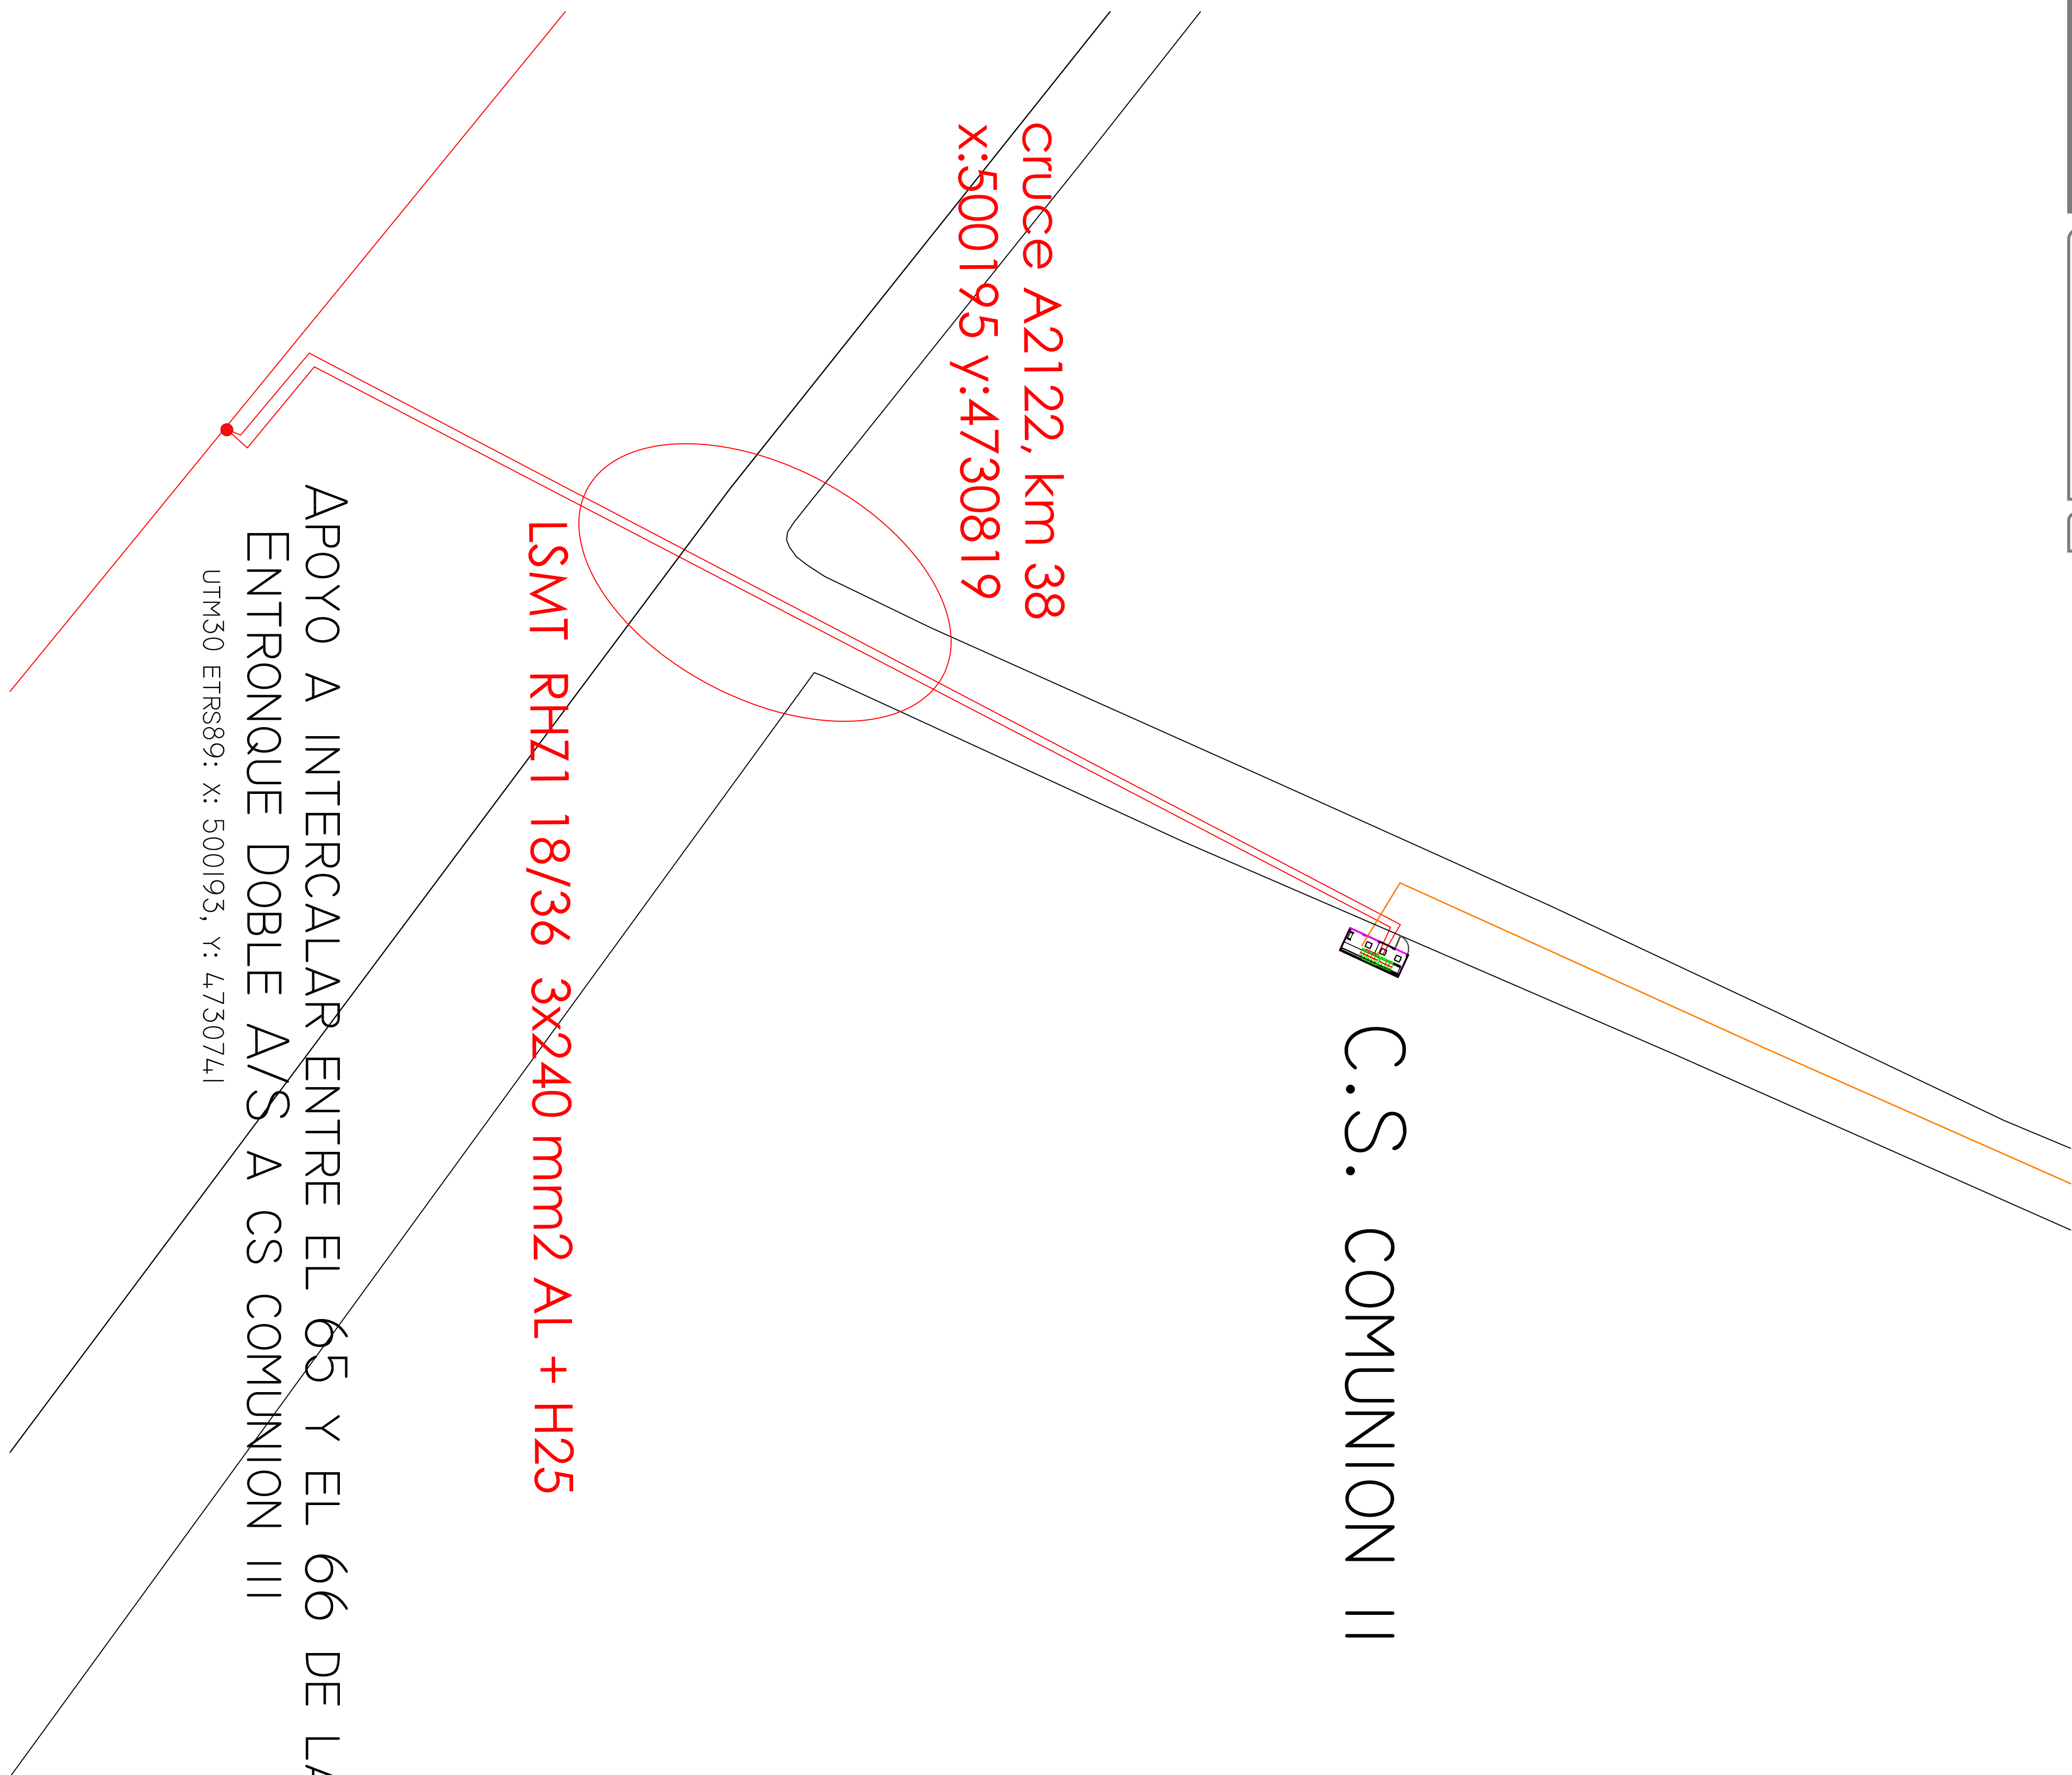 C.S. COMUNION II
cruce A2122, km 38
x:500195 y:4730819
LSMT RHZ1 18/36 3x240 mm2 AL + H25
APOYO A INTERCALAR ENTRE EL 65 Y EL 66 DE LA
ENTRONQUE DOBLE A/S A CS COMUNION III
UTM30 ETRS89: X: 500193, Y: 4730741